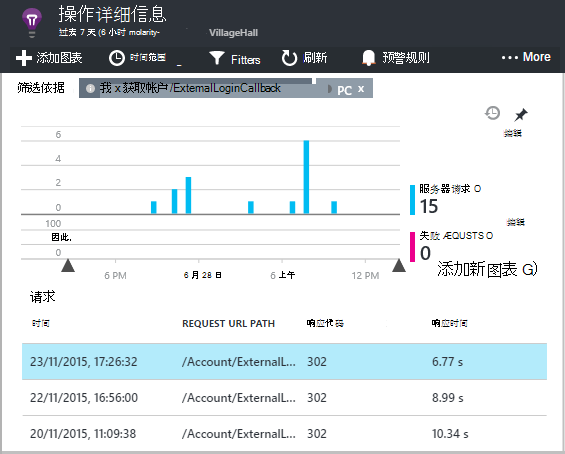 操作详细信息
过去 7 天 (6 小时 molarity-
VillageHall
添加图表 时间范围 Fitters 刷新 预警规则 ... More
筛选依据 我 x 获取帐户 /ExtemalLoginCallback PC x
编辑
6
4
2
0
服务器请求 O
15
编辑
100
因此,
0
失败 ÆQUSTS O
0
6 PM 6 月 28 日 6 上午 12 PM
添加新图表 G)
请求
时间 REQUEST URL PATH 响应代码 响应时间
23/11/2015, 17:26:32 /Account/ExternalL... 302 6.77 s
22/11/2015, 16:56:00 /Account/ExternalL... 302 8.99 s
20/11/2015, 11:09:38 /Account/ExternalL... 302 10.34 s